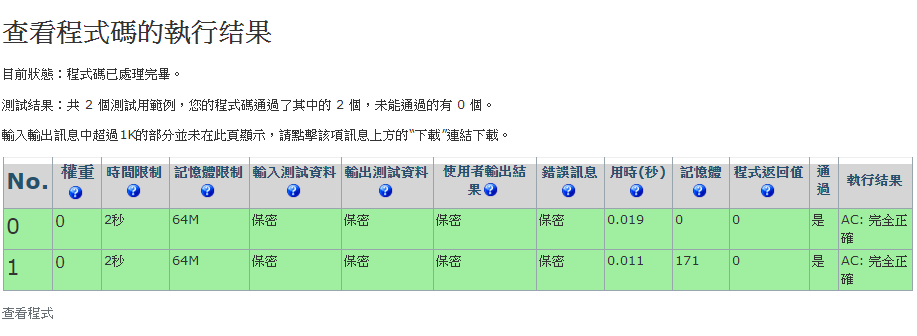 查看程式碼的執行结果
目前狀態：程式碼已處理完畢。
測試结果：共 2 個測試用範例，您的程式碼通過了其中的 2 個，未能通過的有 0 個。
輸入輸出訊息中超過1K的部分並未在此頁顯示，請點擊該項訊息上方的“下載”連結下載。
No. 權重 時間限制 記憶體限制 輸入測試資料 輸出測試資料 使用者輸出结果 錯誤訊息 用時(秒) 記憶體 程式返回值 通過 執行结果
0 0 2秒 64M 保密 保密 保密 保密 0.019 0 0 是 AC: 完全正確
1 0 2秒 64M 保密 保密 保密 保密 0.011 171 0 是 AC: 完全正確
查看程式